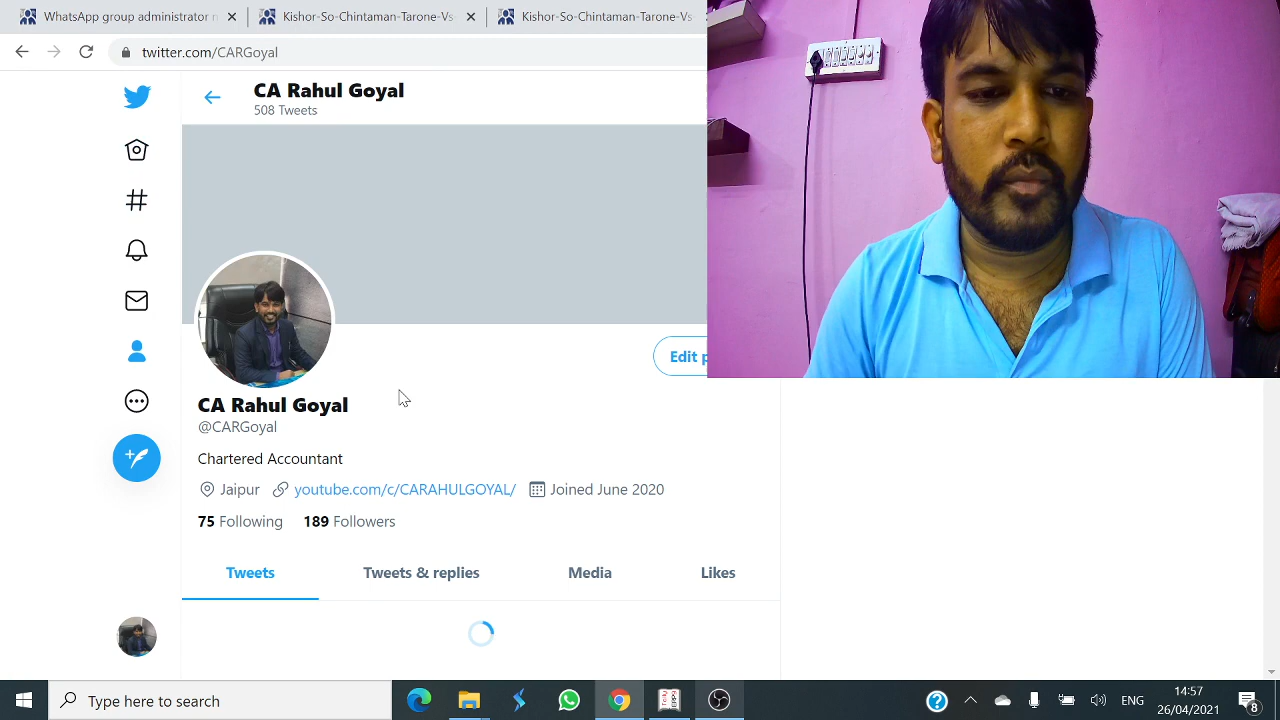 WhatsApp group administrator
Kishor-So-Chintaman-Tarone-Vs
Kishor-So-Chintaman-Tarone-Vs
twitter.com/CARGoyal
CA Rahul Goyal
508 Tweets
Edit
CA Rahul Goyal
@CARGoyal
Chartered Accountant
Jaipur youtube.com/c/CARAHULGOYAL/ Joined June 2020
75 Following 189 Followers
Tweets Tweets & replies Media Likes
Type here to search
ENG
14:57
26/04/2021
8